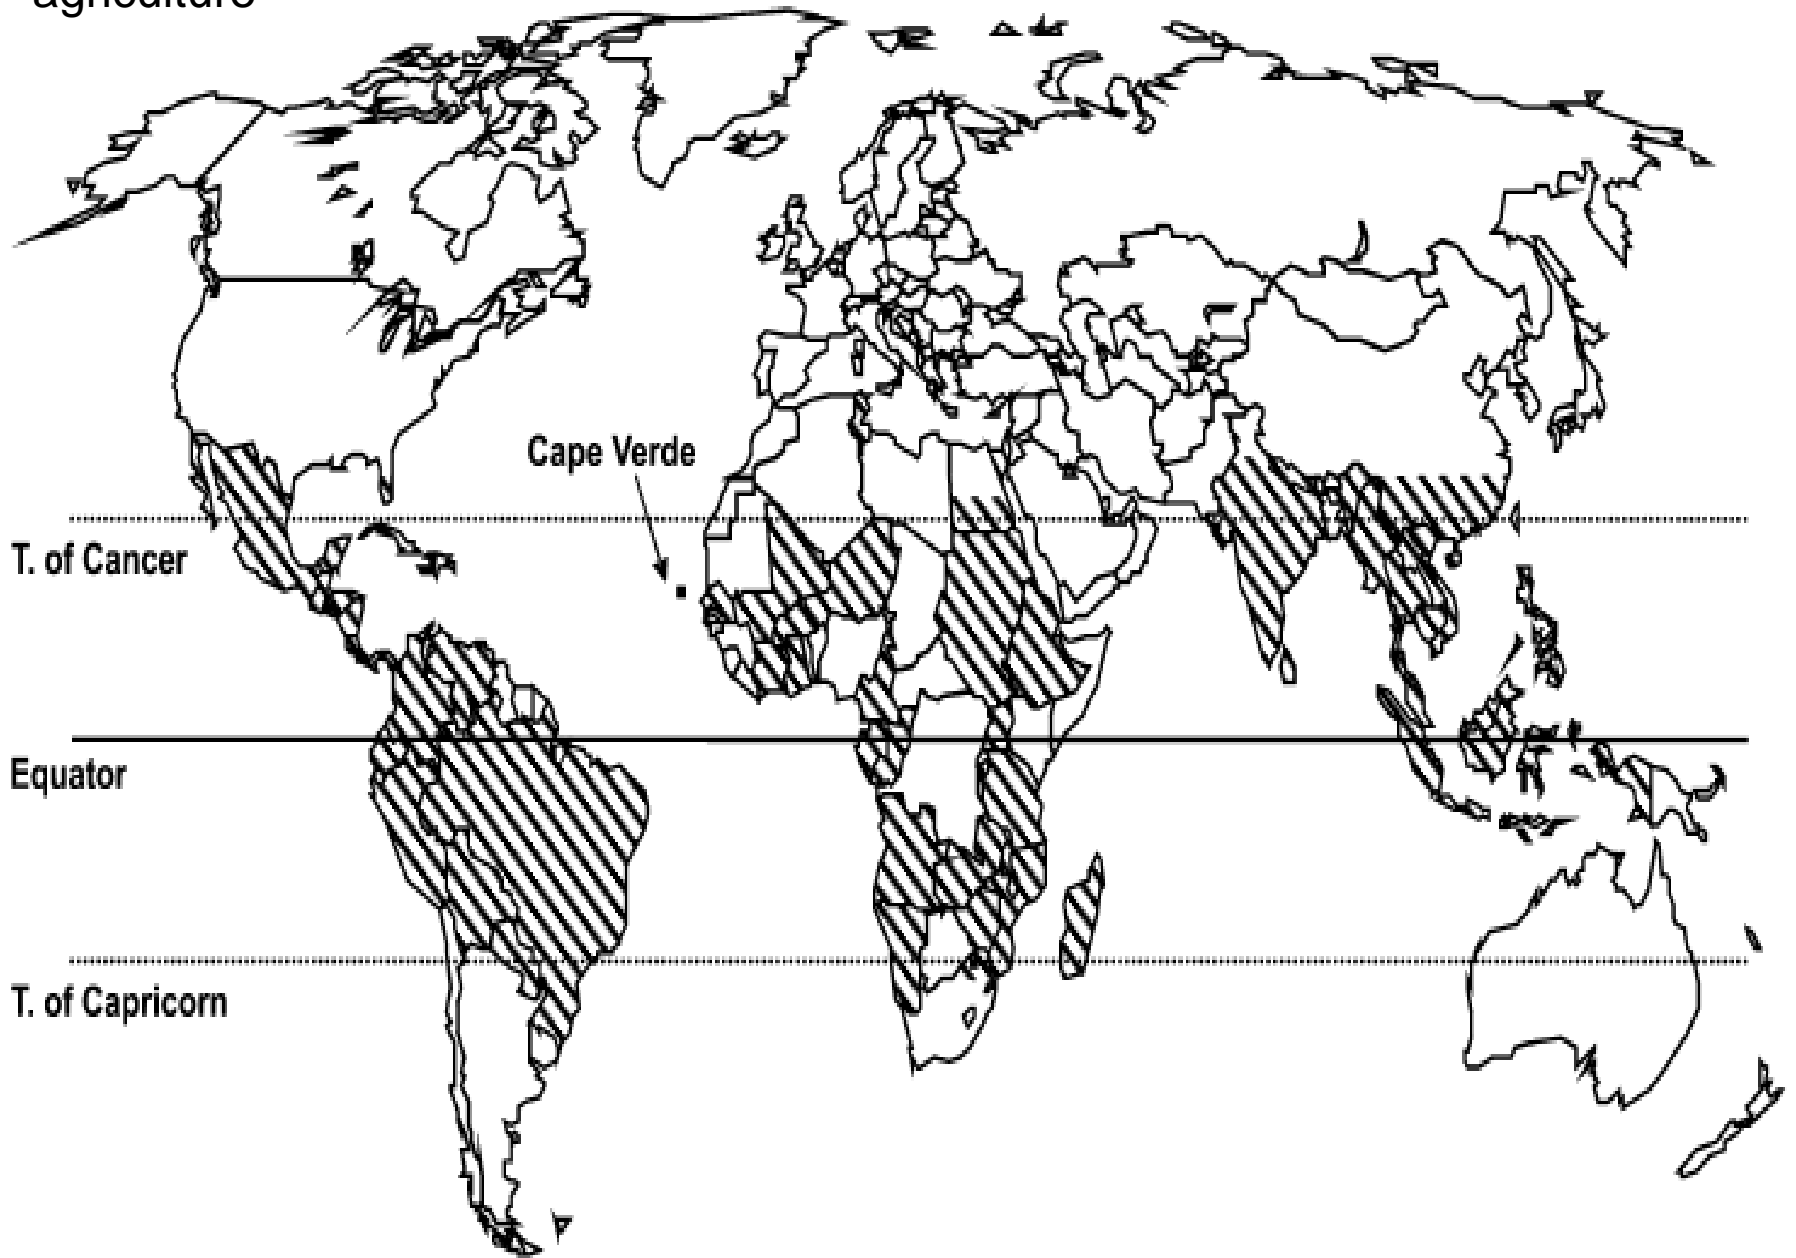 agriculture
Cape Verde
T. of Cancer
Equator
T. of Capricorn